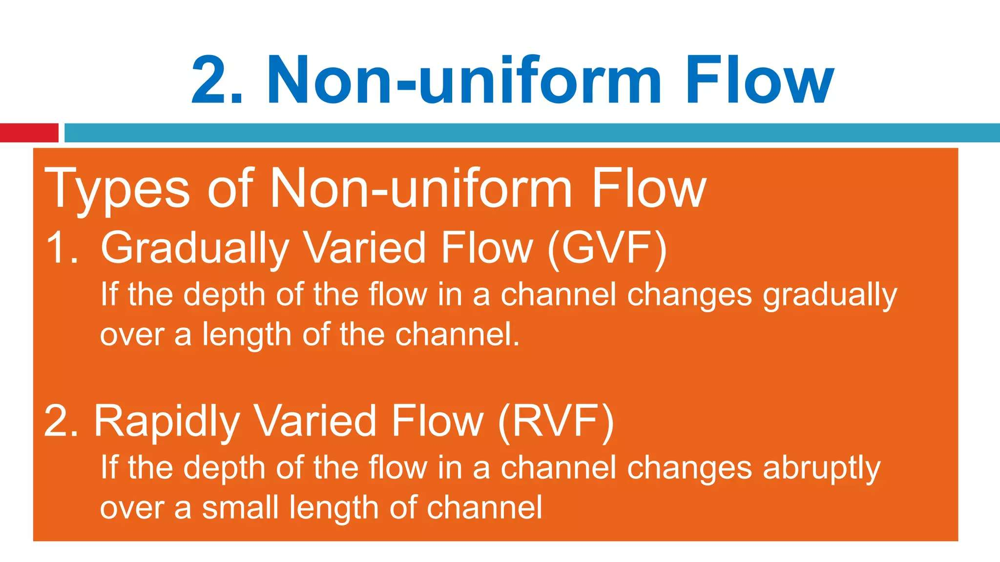 2. Non-uniform Flow
Types of Non-uniform Flow
1. Gradually Varied Flow (GVF)
If the depth of the flow in a channel changes gradually
over a length of the channel.
2. Rapidly Varied Flow (RVF)
If the depth of the flow in a channel changes abruptly
over a small length of channel